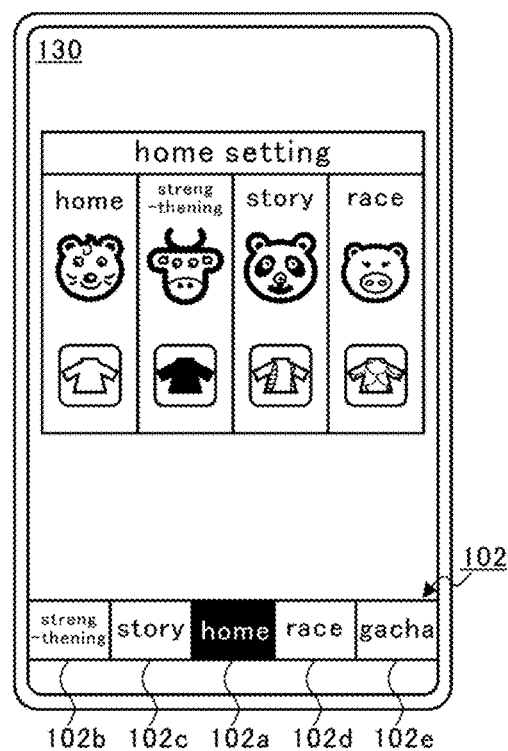 130
home setting
home
streng
-thening
story
race
102
streng
-thening
story
home
race
gacha
102b
102c
102a
102d
102e